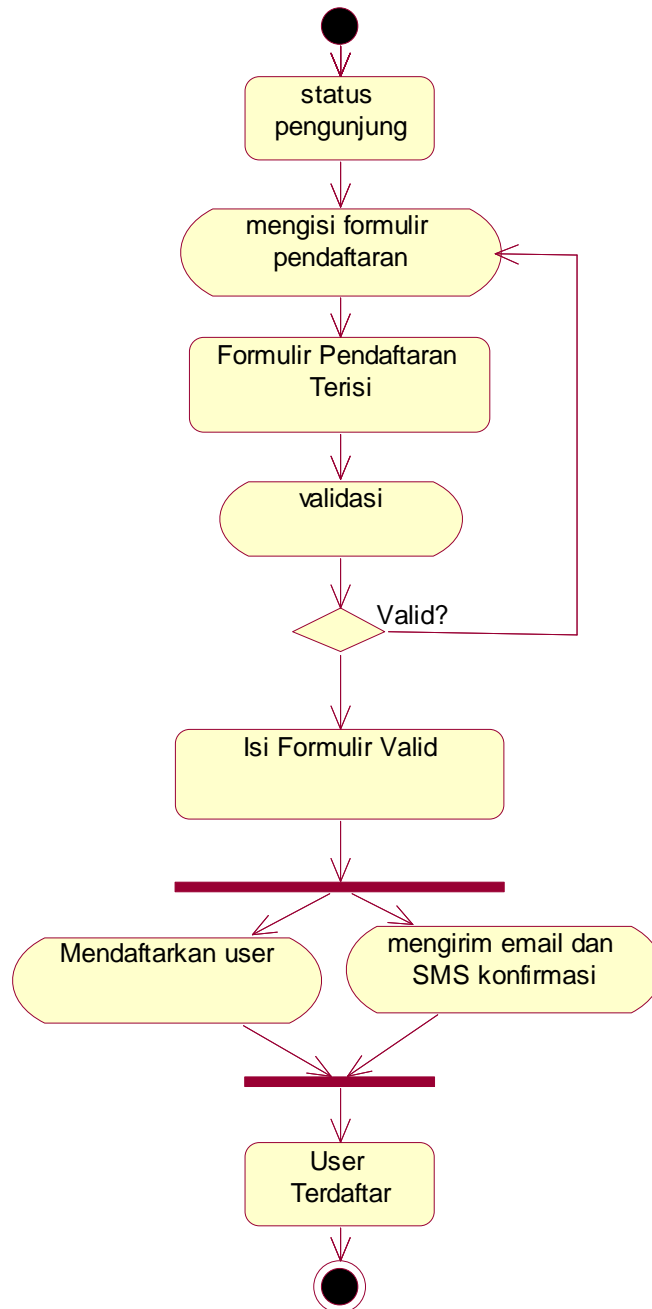 status
pengunjung
mengisi formulir
pendaftaran
Formulir Pendaftaran
Terisi
validasi
Valid?
Isi Formulir Valid
Mendaftarkan user
mengirim email dan
SMS konfirmasi
User
Terdaftar